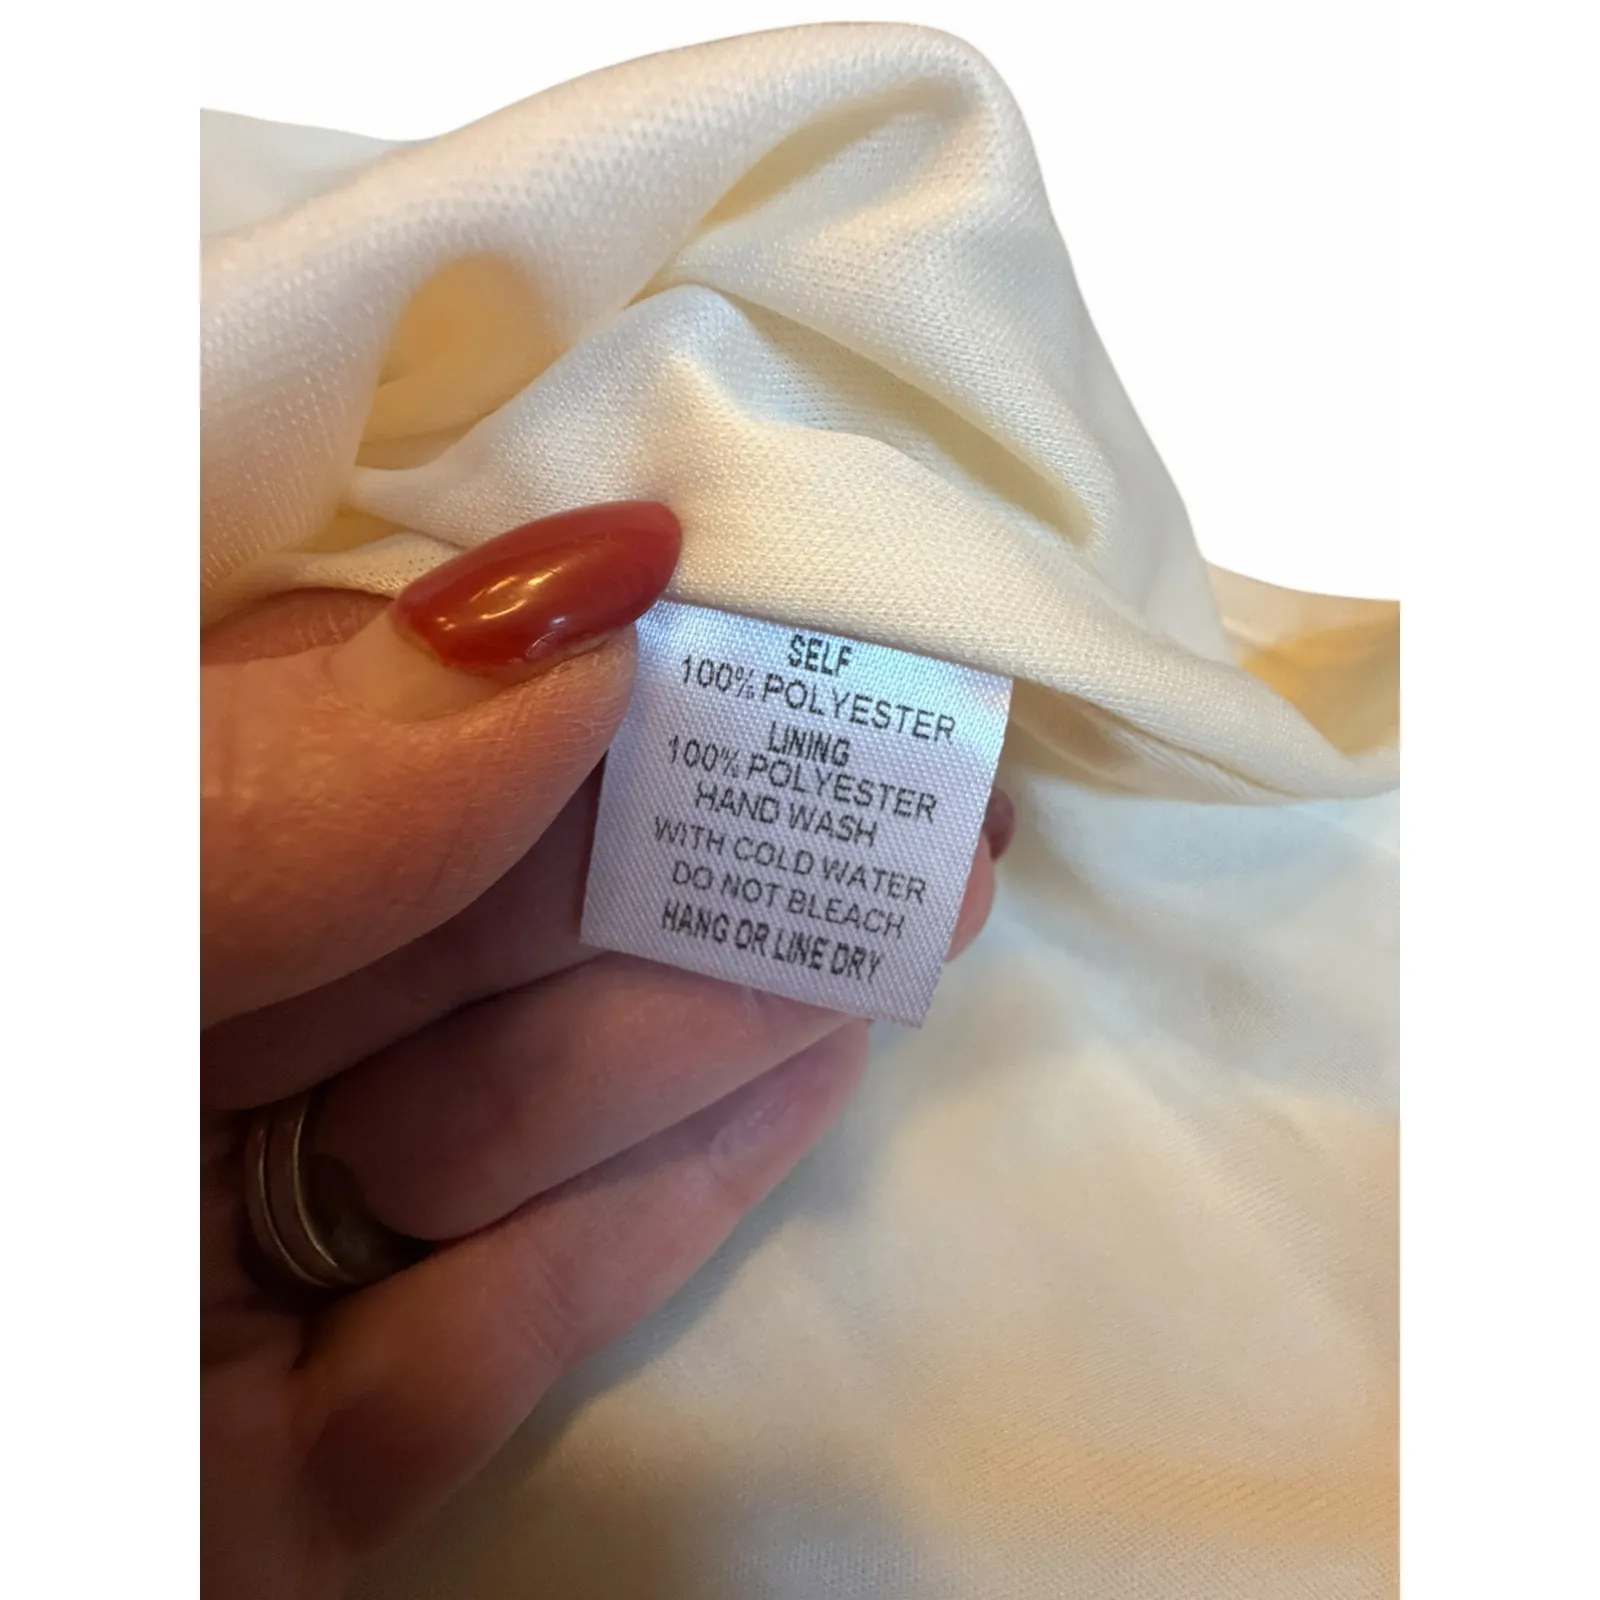 SELF
100% POLYESTER
LINING
100% POLYESTER
HAND WASH
WITH COLD WATER
DO NOT BLEACH
HANG OR LINE DRY